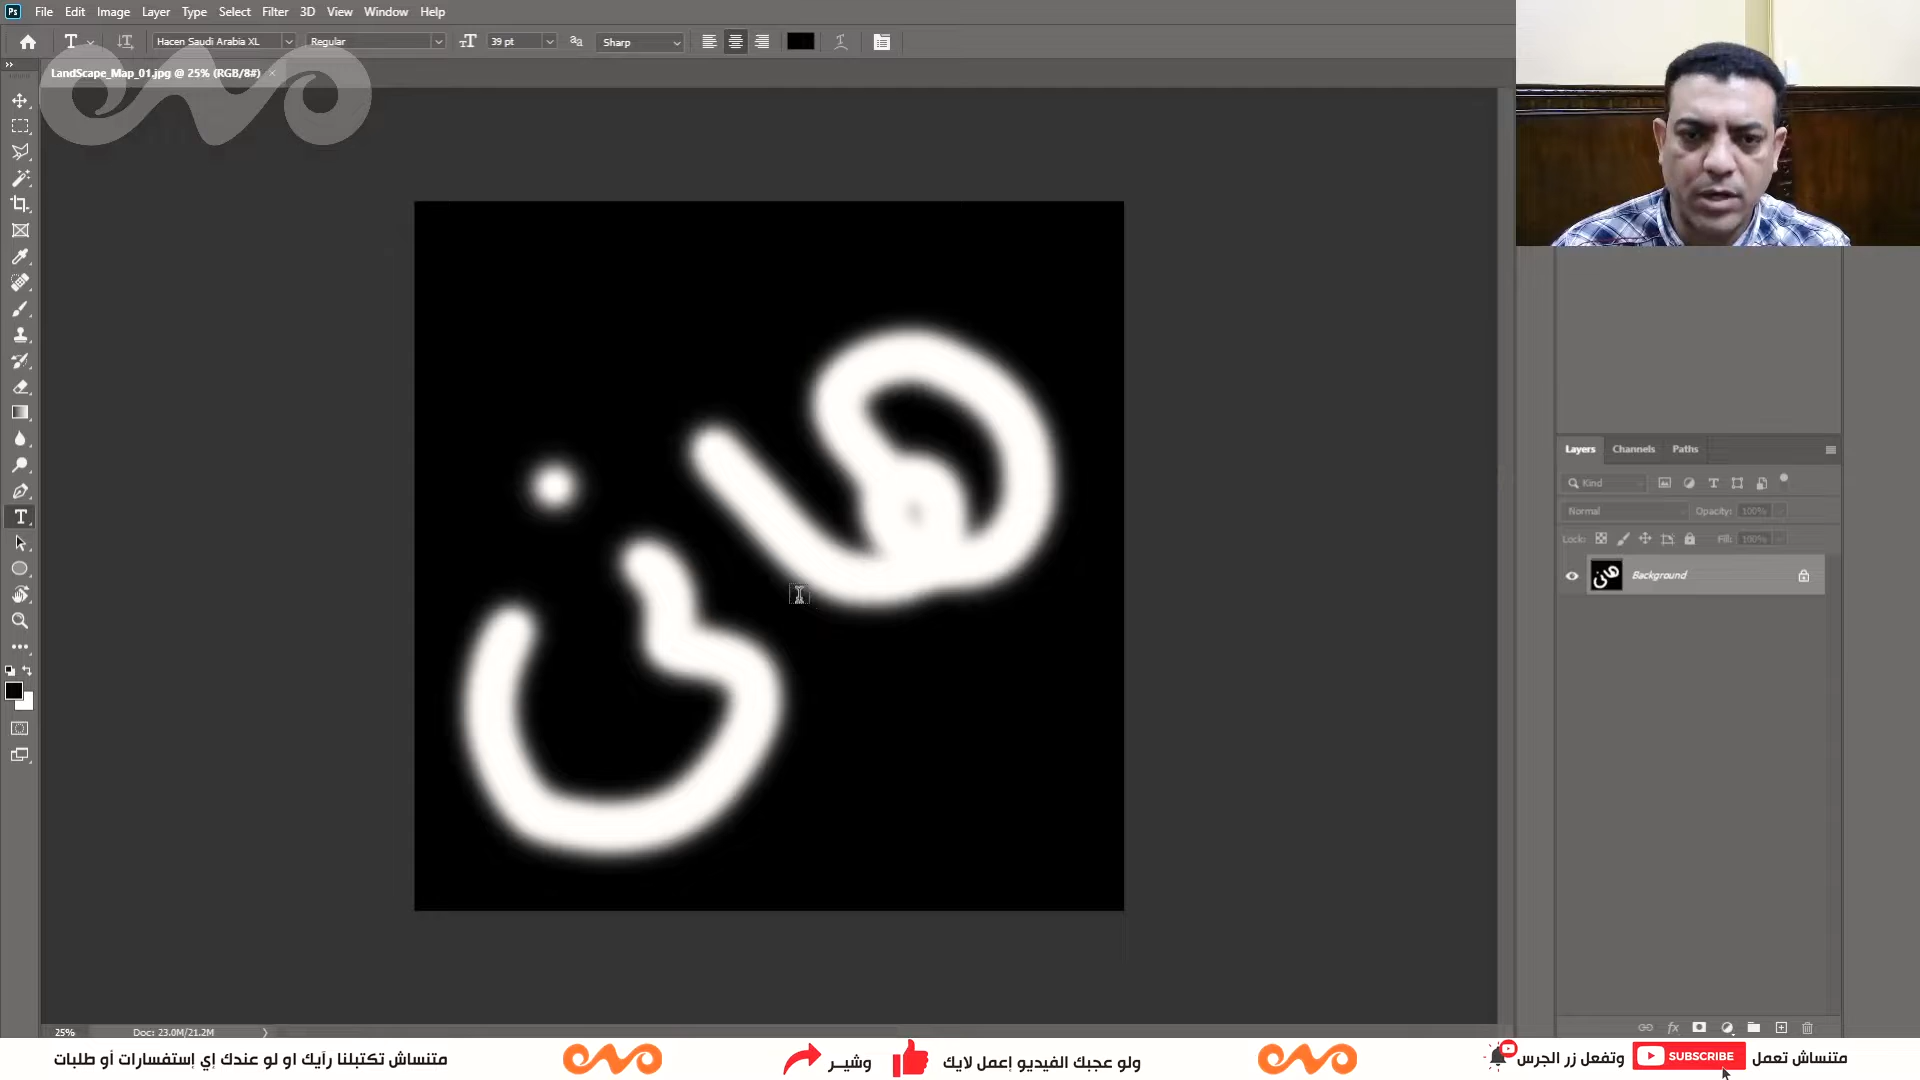 File Edit Image Layer Type Select Filter 3D View Window Help
Hacen Saudi Arabia XL Regular 39 pt Sharp
LandScape_Map_01.jpg @ 25% (RGB/8#) ×
هاني
Layers Channels Paths
Kind
Normal Opacity: 100%
Lock: Fill: 100%
Background
25% Doc: 23.0M/21.2M
متنساش تعمل SUBSCRIBE وتفعل زر الجرس
ولو عجبك الفيديو إعمل لايك وشيـر
متنساش تكتبلنا رأيك او لو عندك إي إستفسارات أو طلبات